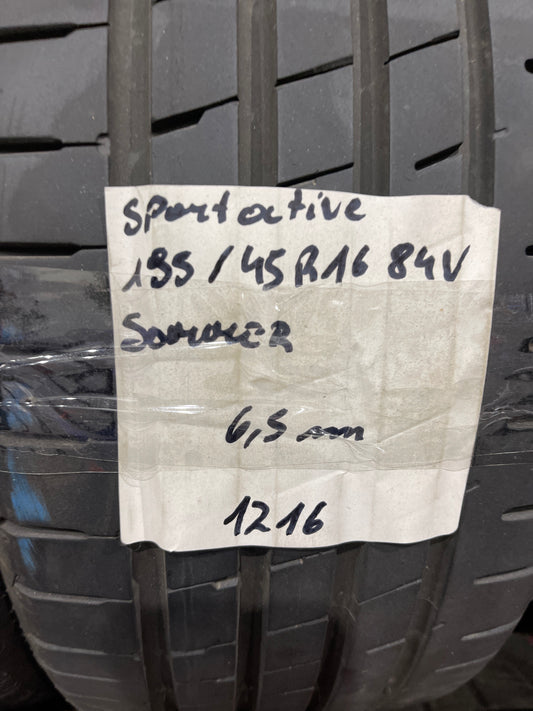 Sportactive
195/45R16 84V
SommER
6,5 mm
1216